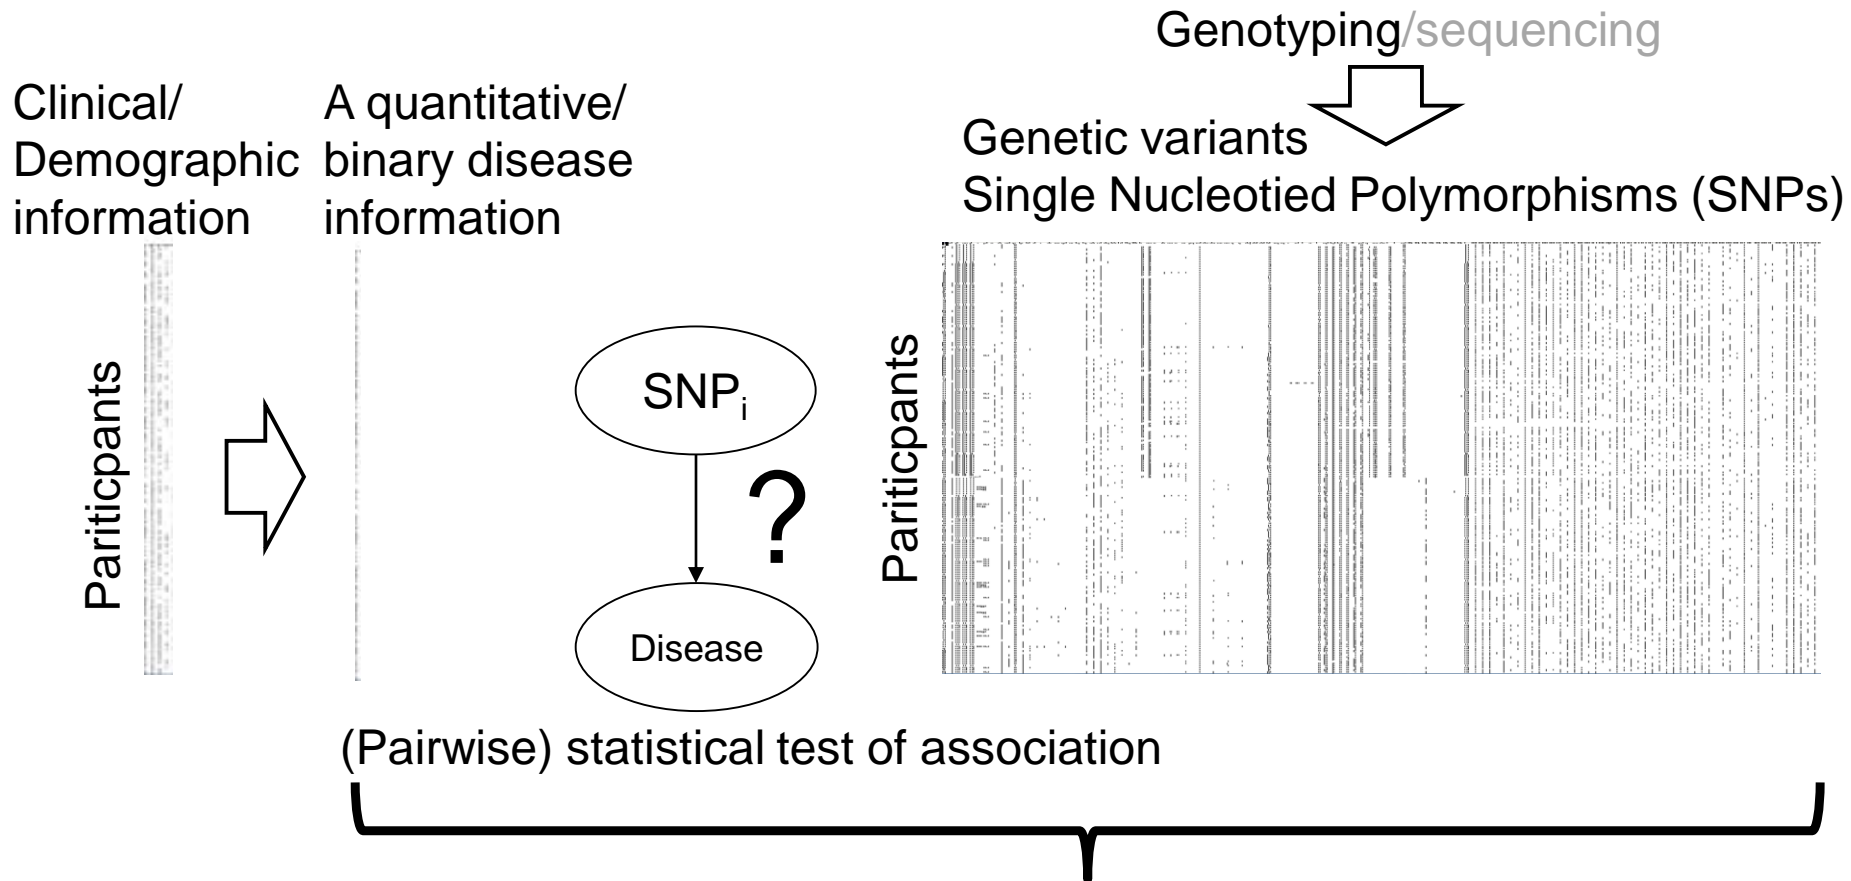 Genotyping/sequencing
Clinical/
Demographic
information
A quantitative/
binary disease
information
Genetic variants
Single Nucleotied Polymorphisms (SNPs)
Pariticpants
SNPi
?
Disease
Pariticpants
(Pairwise) statistical test of association